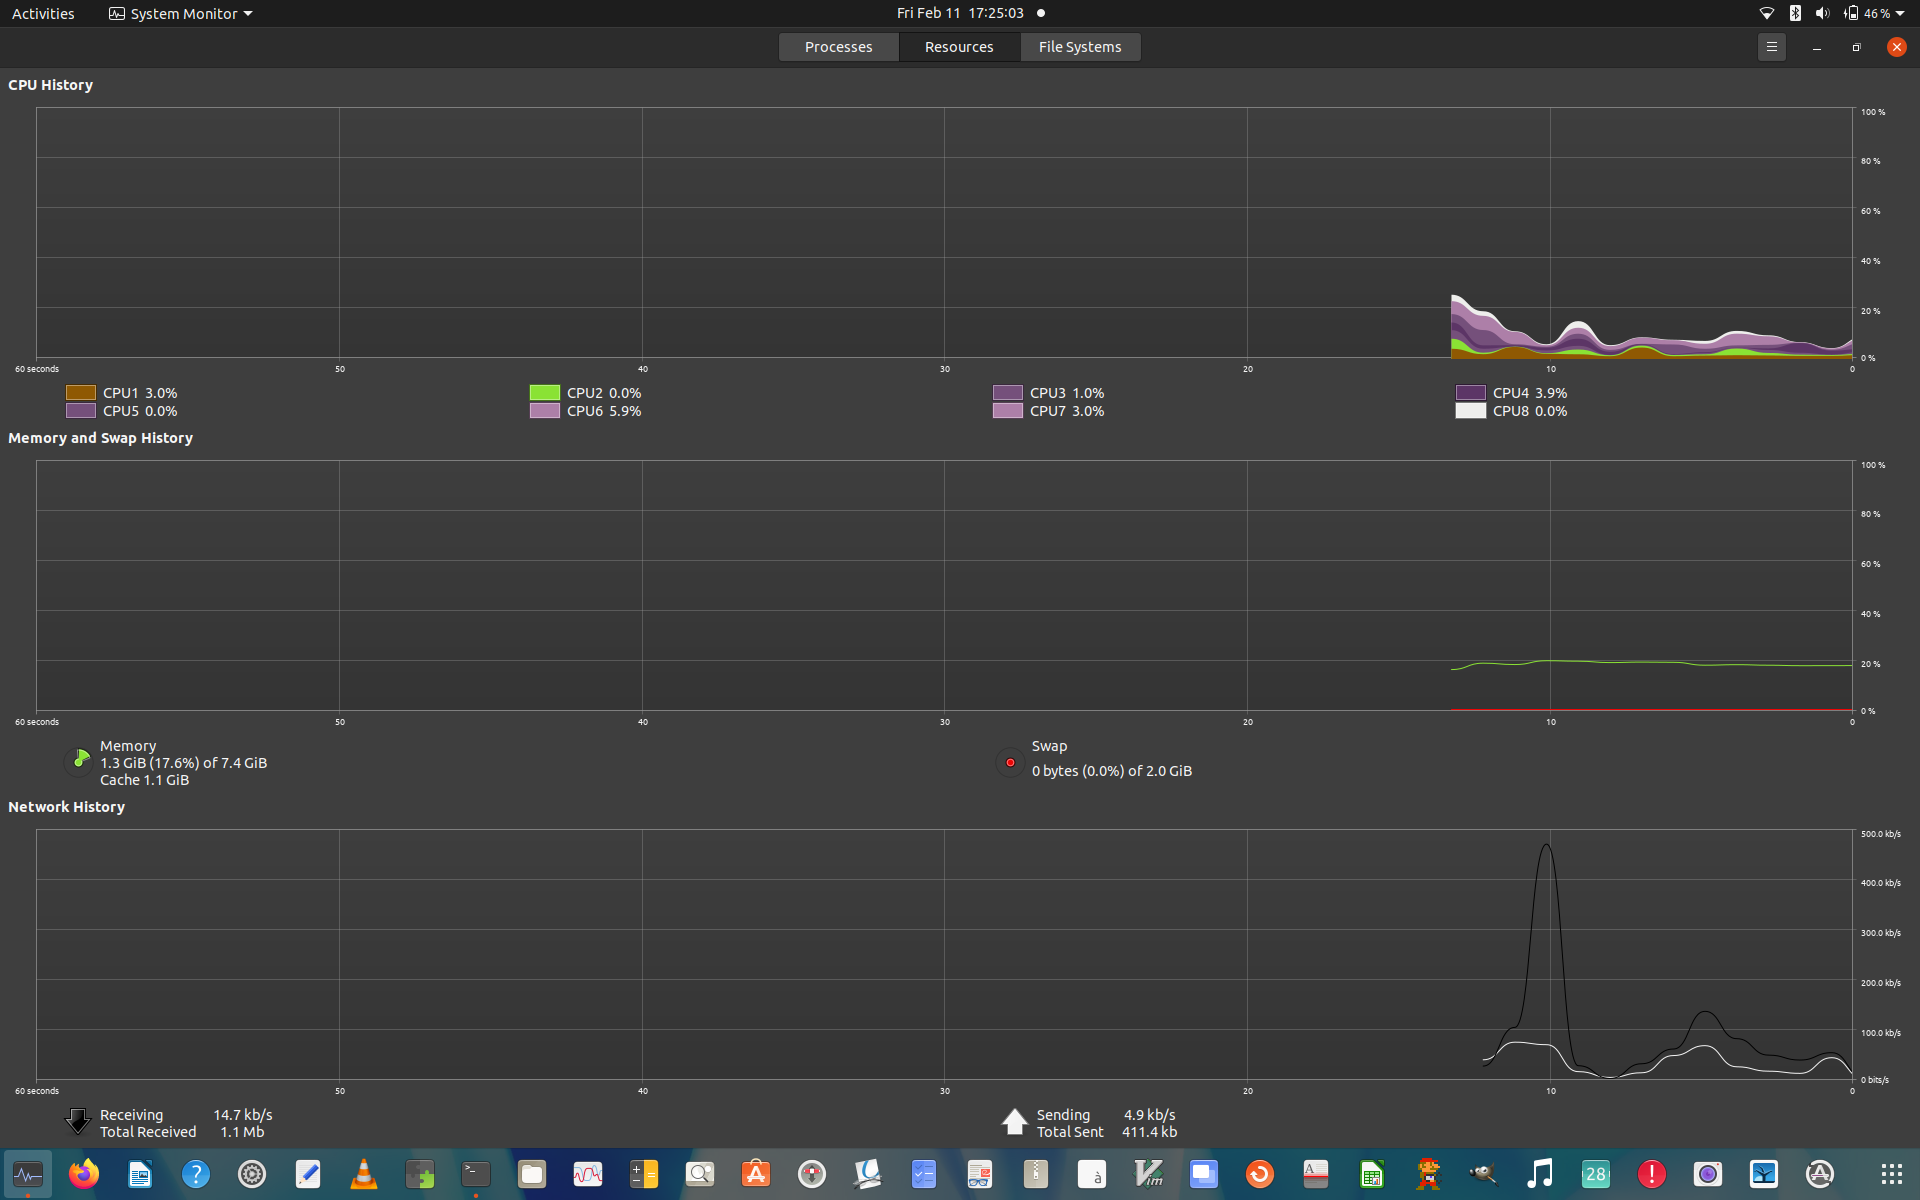 Activities System Monitor Fri Feb 11 17:25:03 46 %
Processes Resources File Systems
CPU History
100 %
80 %
60 %
40 %
20 %
0 %
60 seconds 50 40 30 20 10 0
CPU1 3.0% CPU2 0.0% CPU3 1.0% CPU4 3.9%
CPU5 0.0% CPU6 5.9% CPU7 3.0% CPU8 0.0%
Memory and Swap History
100 %
80 %
60 %
40 %
20 %
0 %
60 seconds 50 40 30 20 10 0
Memory
1.3 GiB (17.6%) of 7.4 GiB
Cache 1.1 GiB
Swap
0 bytes (0.0%) of 2.0 GiB
Network History
500.0 kb/s
400.0 kb/s
300.0 kb/s
200.0 kb/s
100.0 kb/s
0 bits/s
60 seconds 50 40 30 20 10 0
Receiving 14.7 kb/s
Total Received 1.1 Mb
Sending 4.9 kb/s
Total Sent 411.4 kb
? >_ A à Vim A 28 !